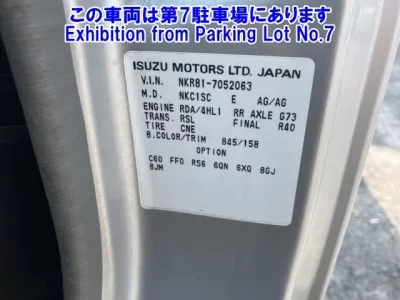 この車両は第7駐車場にあります
Exhibition from Parking Lot No.7
ISUZU MOTORS LTD. JAPAN
V.I.N. NKR81-7052063
M.D. NKC1SC E AG/AG
ENGINE RDA/4HL1 RR AXLE G73
TRANS. RSL FINAL R40
TIRE CNE
B.COLOR/TRIM 845/158
OPTION
C60 FF0 RS6 6QN 6XQ 8GJ
8JM